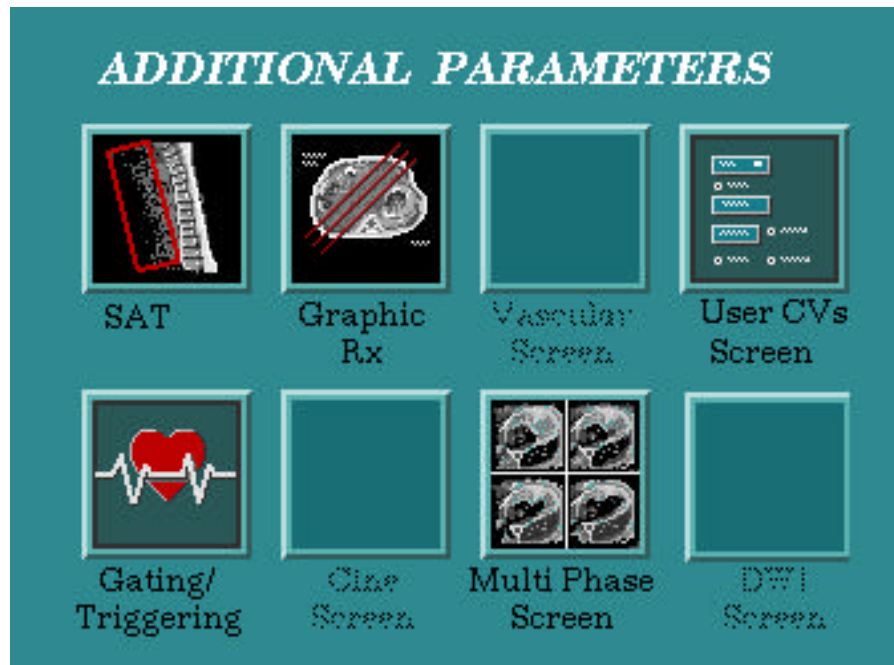 ADDITIONAL PARAMETERS
SAT
Graphic
Rx
Vascular
Screen
User CVs
Screen
Gating/
Triggering
Cine
Screen
Multi Phase
Screen
DWI
Screen